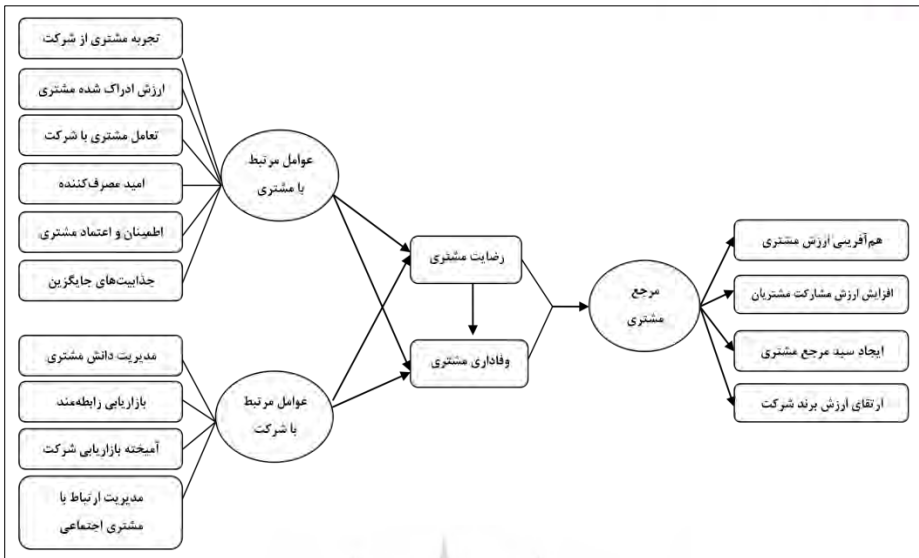 تجربه مشتری از شرکت
ارزش ادراک شده مشتری
تعامل مشتری با شرکت
امید مصرف‌کننده
اطمینان و اعتماد مشتری
جذابیت‌های جایگزین
عوامل مرتبط
با مشتری
مدیریت دانش مشتری
بازاریابی رابطه‌مند
آمیخته بازاریابی شرکت
مدیریت ارتباط با
مشتری اجتماعی
عوامل مرتبط
با شرکت
رضایت مشتری
وفاداری مشتری
مرجع
مشتری
هم‌آفرینی ارزش مشتری
افزایش ارزش مشارکت مشتریان
ایجاد سبد مرجع مشتری
ارتقای ارزش برند شرکت